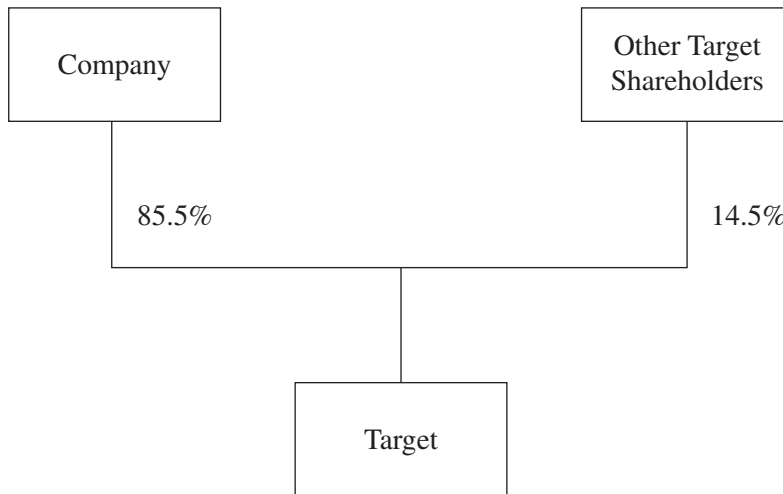 Company
Other Target
Shareholders
85.5%
14.5%
Target